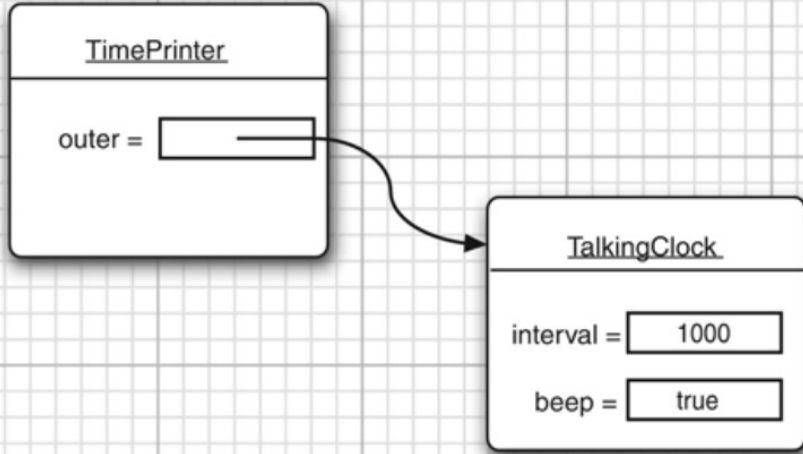 TimePrinter
outer =
TalkingClock
interval = 1000
beep = true